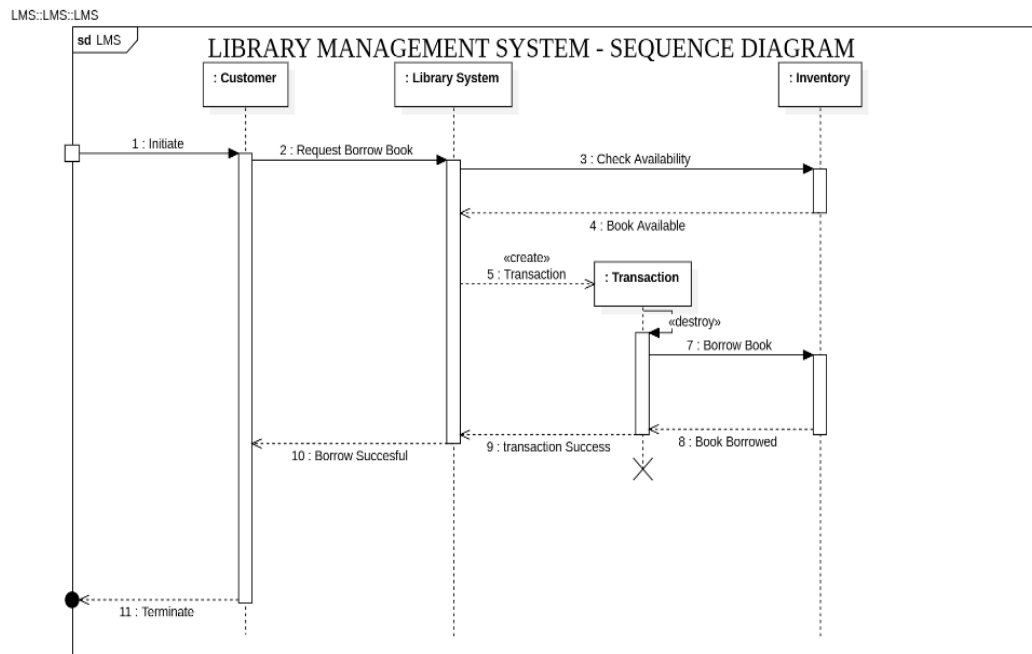 LMS::LMS::LMS
sd LMS
LIBRARY MANAGEMENT SYSTEM - SEQUENCE DIAGRAM
: Customer
: Library System
: Inventory
1 : Initiate
2 : Request Borrow Book
3 : Check Availability
4 : Book Available
«create»
5 : Transaction
: Transaction
«destroy»
7 : Borrow Book
8 : Book Borrowed
9 : transaction Success
10 : Borrow Succesful
11 : Terminate